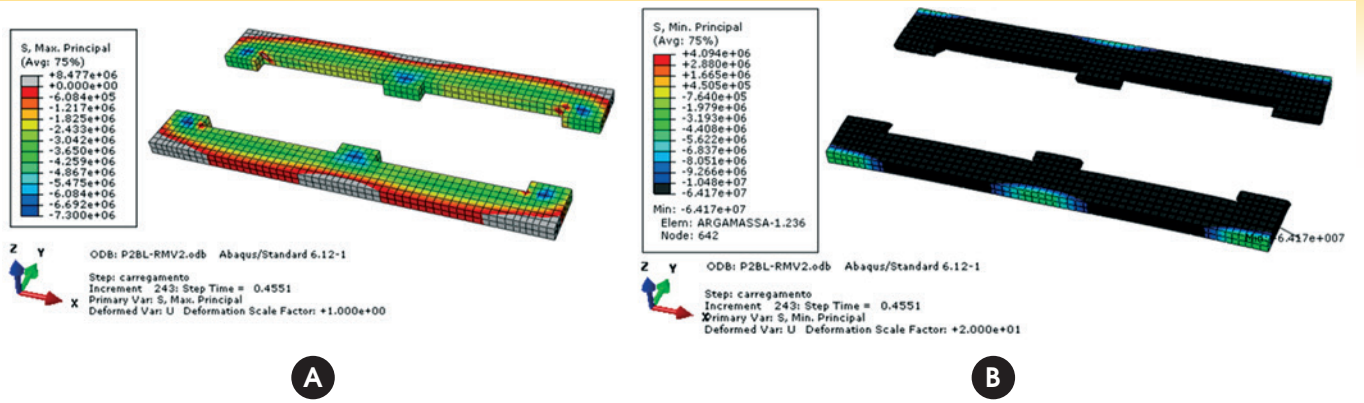 S, Max. Principal
(Avg: 75%)
+8.477e+06
+0.000e+00
-6.084e+05
-1.217e+06
-1.825e+06
-2.433e+06
-3.042e+06
-3.650e+06
-4.259e+06
-4.867e+06
-5.475e+06
-6.084e+06
-6.692e+06
-7.300e+06
Z Y
X
ODB: P2BL-RMV2.odb Abaqus/Standard 6.12-1
Step: carregamento
Increment 243: Step Time = 0.4551
Primary Var: S, Max. Principal
Deformed Var: U Deformation Scale Factor: +1.000e+00
A
S, Min. Principal
(Avg: 75%)
+4.094e+06
+2.880e+06
+1.665e+06
+4.505e+05
-7.640e+05
-1.979e+06
-3.193e+06
-4.408e+06
-5.622e+06
-6.837e+06
-8.051e+06
-9.266e+06
-1.048e+07
-6.417e+07
Min: -6.417e+07
Elem: ARGAMASSA-1.236
Node: 642
-6.417e+007
Z Y
X
ODB: P2BL-RMV2.odb Abaqus/Standard 6.12-1
Step: carregamento
Increment 243: Step Time = 0.4551
Primary Var: S, Min. Principal
Deformed Var: U Deformation Scale Factor: +2.000e+01
B